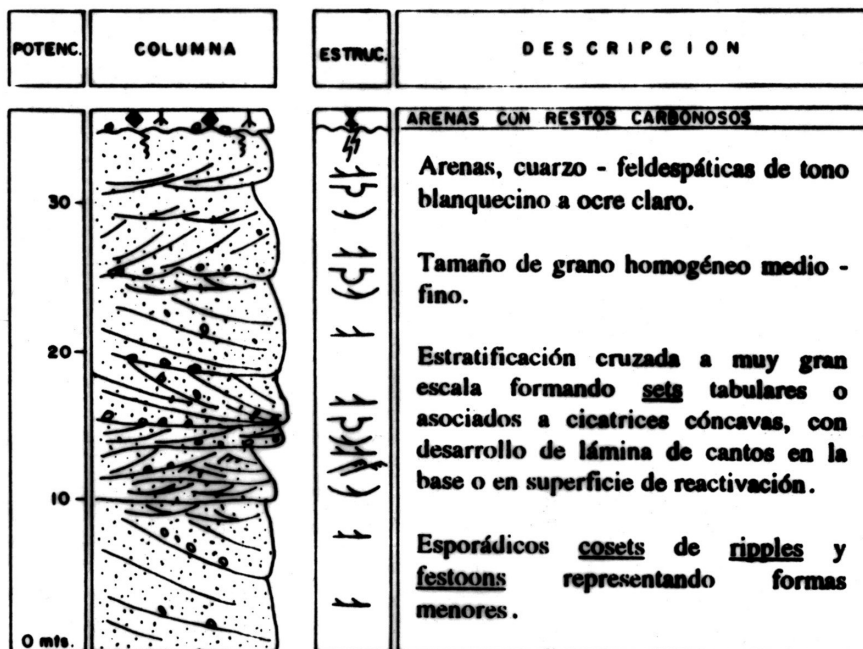 POTENC. COLUMNA ESTRUC. DESCRIPCION
ARENAS CON RESTOS CARBONOSOS
Arenas, cuarzo - feldespáticas de tono
blanquecino a ocre claro.
30
Tamaño de grano homogéneo medio -
fino.
20
Estratificación cruzada a muy gran
escala formando sets tabulares o
asociados a cicatrices cóncavas, con
desarrollo de lámina de cantos en la
base o en superficie de reactivación.
10
Esporádicos cosets de ripples y
festoons representando formas
menores.
0 mts.